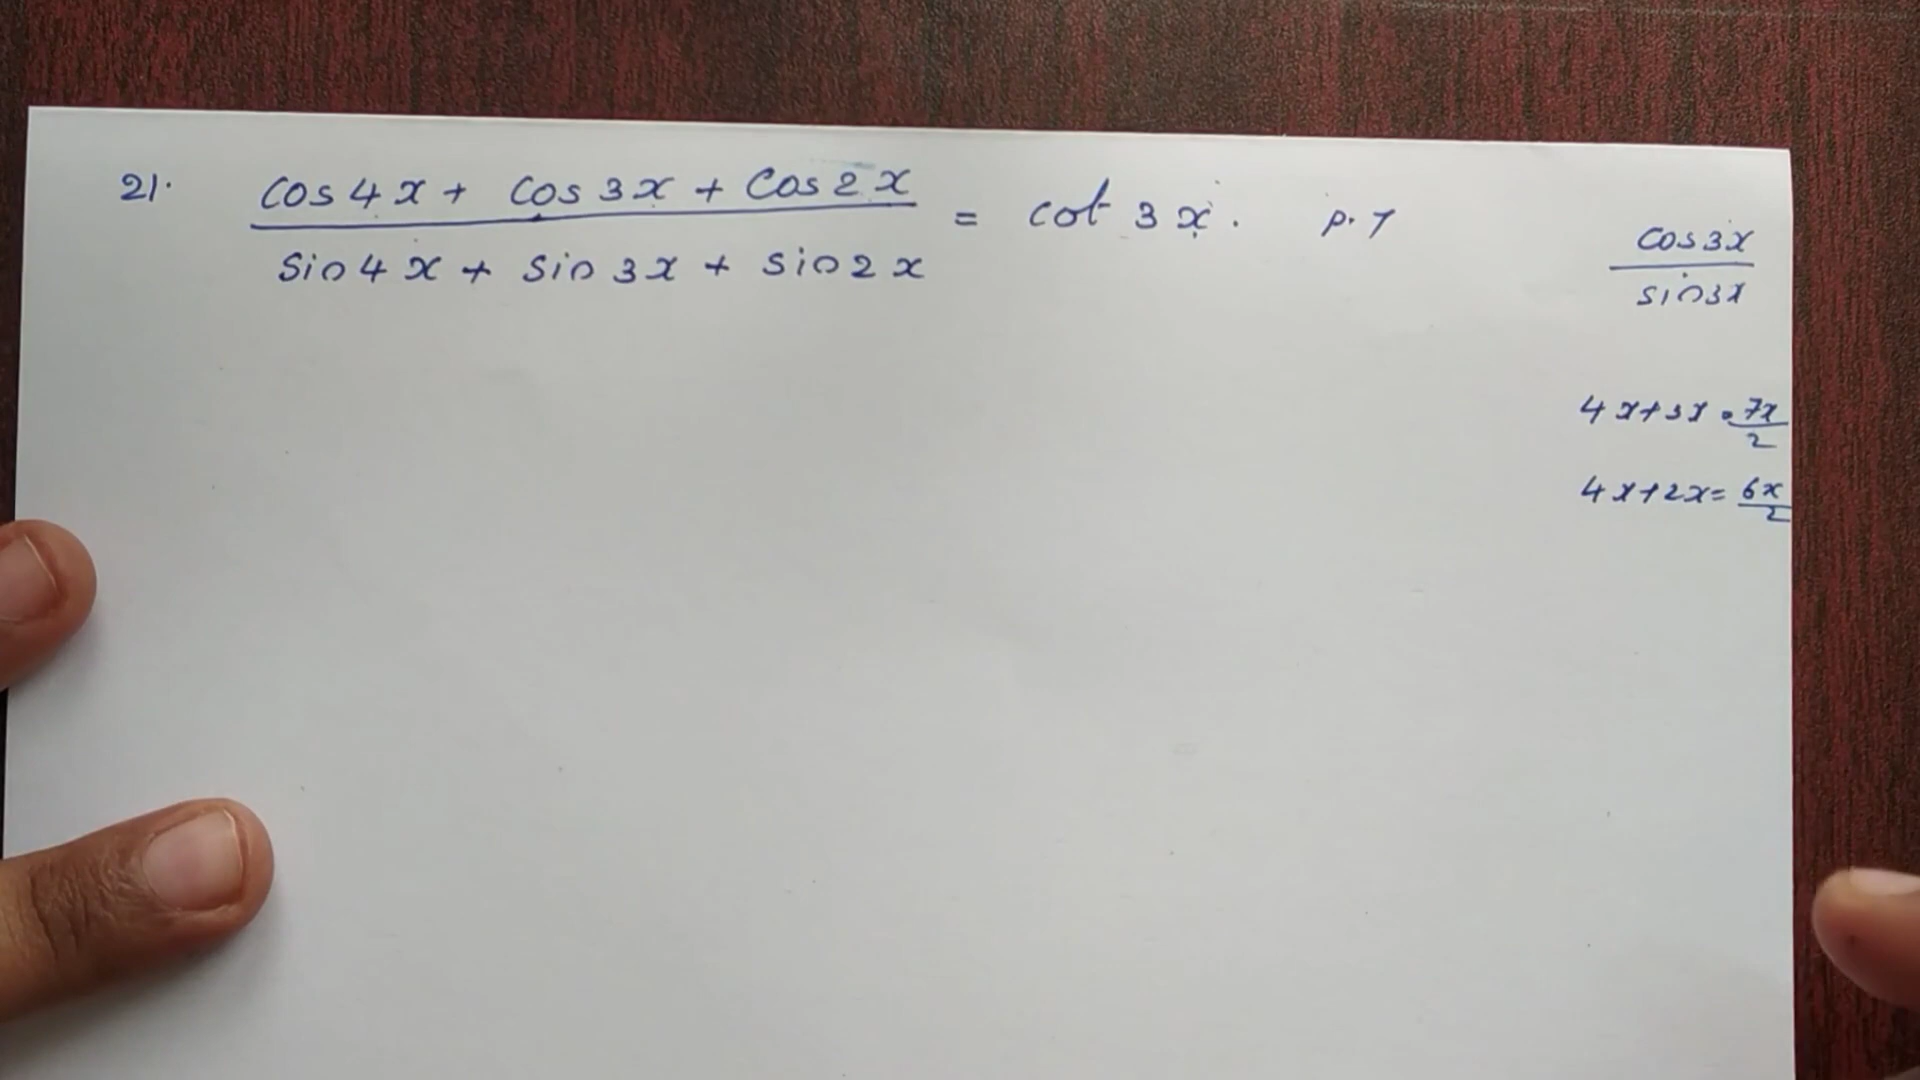 21. cos 4x + cos 3x + cos 2x
sin 4x + sin 3x + sin 2x
= cot 3x. P.T
cos 3x
sin 3x
4x+3x = 7x
2
4x+2x = 6x
2